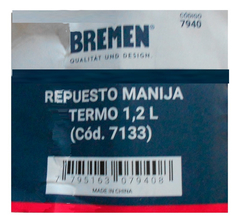 CÓDIGO
7940
BREMEN®
QUALITÄT UND DESIGN
REPUESTO MANIJA
TERMO 1,2 L
(Cód. 7133)
7 795163 079408
MADE IN CHINA